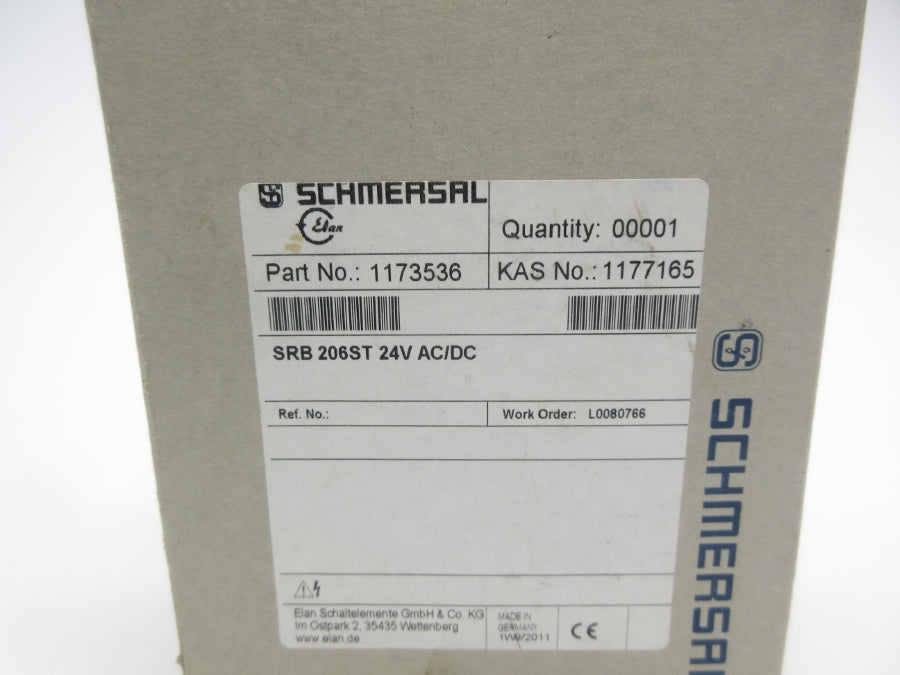 SCHMERSAL
Elan
Quantity: 00001
Part No.: 1173536
KAS No.: 1177165
SRB 206ST 24V AC/DC
Ref. No.:
Work Order: L0080766
Elan Schaltelemente GmbH & Co. KG
Im Ostpark 2, 35435 Wettenberg
www.elan.de
MADE IN
GERMANY
CE
SCHMERSAL